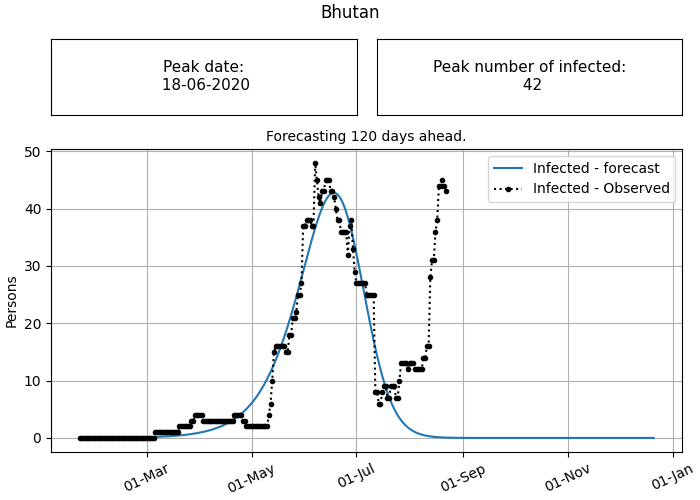 Bhutan
Peak date:
18-06-2020
Peak number of infected:
42
Forecasting 120 days ahead.
Infected - forecast
Infected - Observed
Persons
50
40
30
20
10
0
01-Mar
01-May
01-Jul
01-Sep
01-Nov
01-Jan